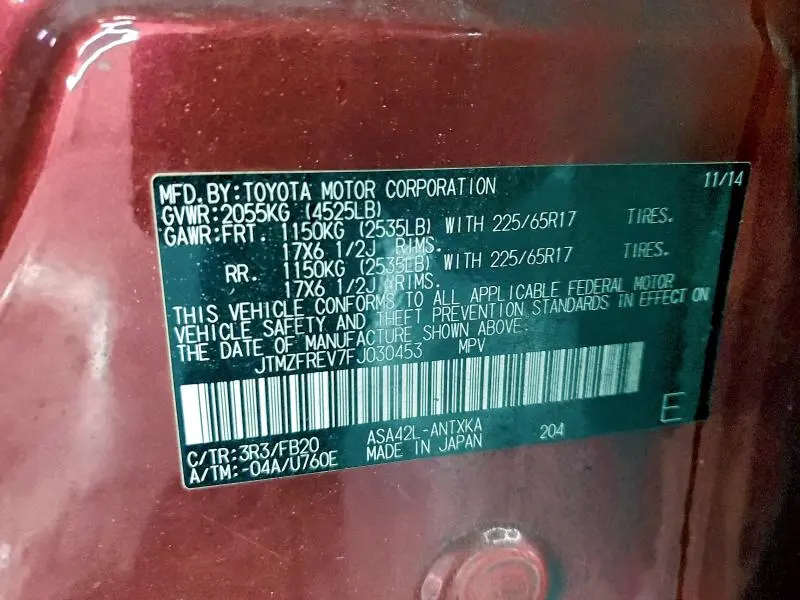 MFD. BY: TOYOTA MOTOR CORPORATION 11/14
GVWR: 2055KG (4525LB)
GAWR: FRT. 1150KG (2535LB) WITH 225/65R17 TIRES.
17X6 1/2J RIMS.
RR. 1150KG (2535LB) WITH 225/65R17 TIRES.
17X6 1/2J RIMS.
THIS VEHICLE CONFORMS TO ALL APPLICABLE FEDERAL MOTOR
VEHICLE SAFETY AND THEFT PREVENTION STANDARDS IN EFFECT ON
THE DATE OF MANUFACTURE SHOWN ABOVE.
JTMZFREV7FJ030453 MPV
C/TR: 3R3/FB20 ASA42L-ANTXKA 204 E
A/TM: -04A/U760E MADE IN JAPAN